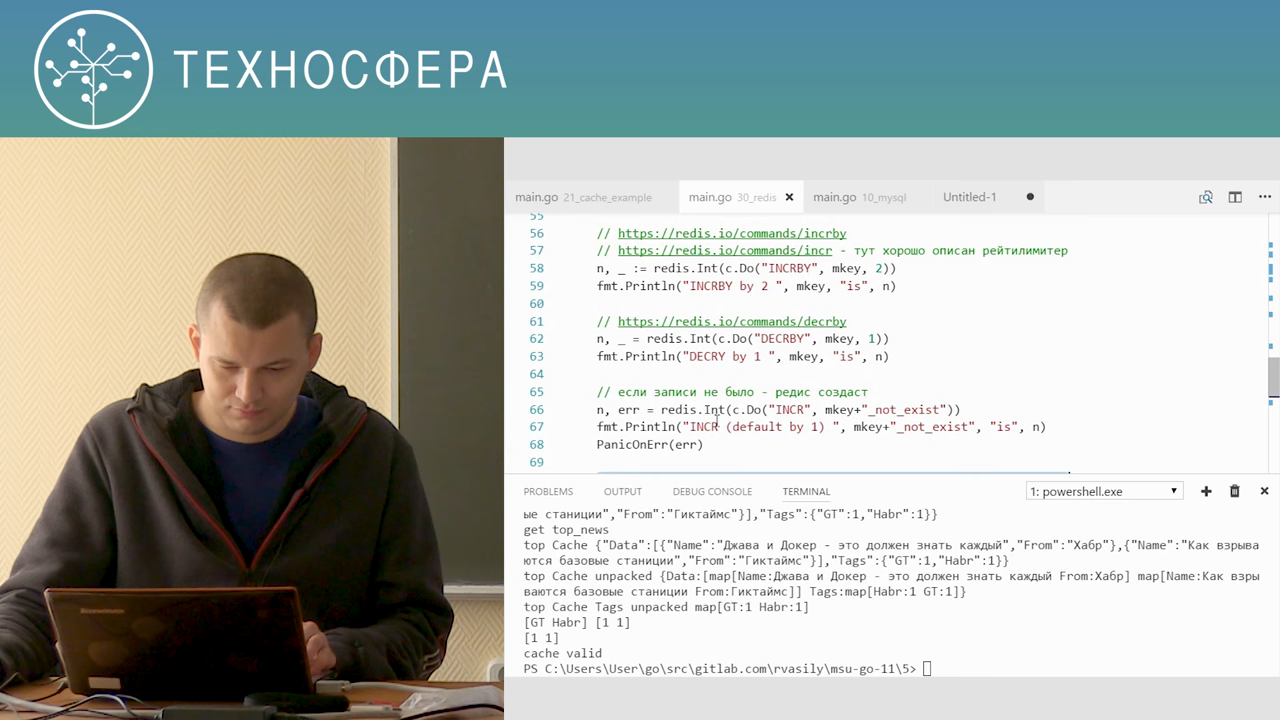 ТЕХНОСФЕРА
main.go 21_cache_example main.go 30_redis main.go 10_mysql Untitled-1
55
56 // https://redis.io/commands/incrby
57 // https://redis.io/commands/incr - тут хорошо описан рейтилимитер
58 n, _ := redis.Int(c.Do("INCRBY", mkey, 2))
59 fmt.Println("INCRBY by 2 ", mkey, "is", n)
60
61 // https://redis.io/commands/decrby
62 n, _ = redis.Int(c.Do("DECRBY", mkey, 1))
63 fmt.Println("DECRY by 1 ", mkey, "is", n)
64
65 // если записи не было - редис создаст
66 n, err = redis.Int(c.Do("INCR", mkey+"_not_exist"))
67 fmt.Println("INCR (default by 1) ", mkey+"_not_exist", "is", n)
68 PanicOnErr(err)
69
PROBLEMS OUTPUT DEBUG CONSOLE TERMINAL 1: powershell.exe
ые станции","From":"Гиктаймс"}],"Tags":{"GT":1,"Habr":1}}
get top_news
top Cache {"Data":[{"Name":"Джава и Докер - это должен знать каждый","From":"Хабр"},{"Name":"Как взрыва
ются базовые станции","From":"Гиктаймс"}],"Tags":{"GT":1,"Habr":1}}
top Cache unpacked {Data:[map[Name:Джава и Докер - это должен знать каждый From:Хабр] map[Name:Как взры
ваются базовые станции From:Гиктаймс]] Tags:map[Habr:1 GT:1]}
top Cache Tags unpacked map[GT:1 Habr:1]
[GT Habr] [1 1]
[1 1]
cache valid
PS C:\Users\User\go\src\gitlab.com\rvasily\msu-go-11\5>